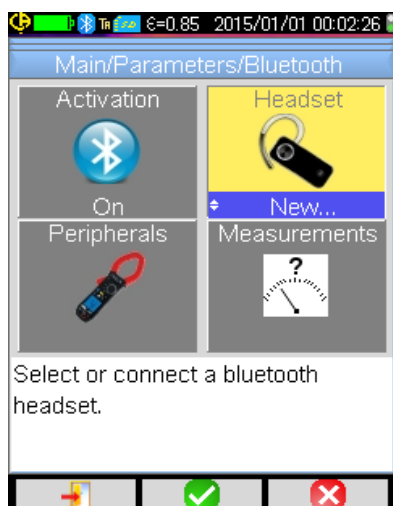 TA ε=0.85 2015/01/01 00:02:26
Main/Parameters/Bluetooth
Activation Headset
On New...
Peripherals Measurements
?
Select or connect a bluetooth
headset.